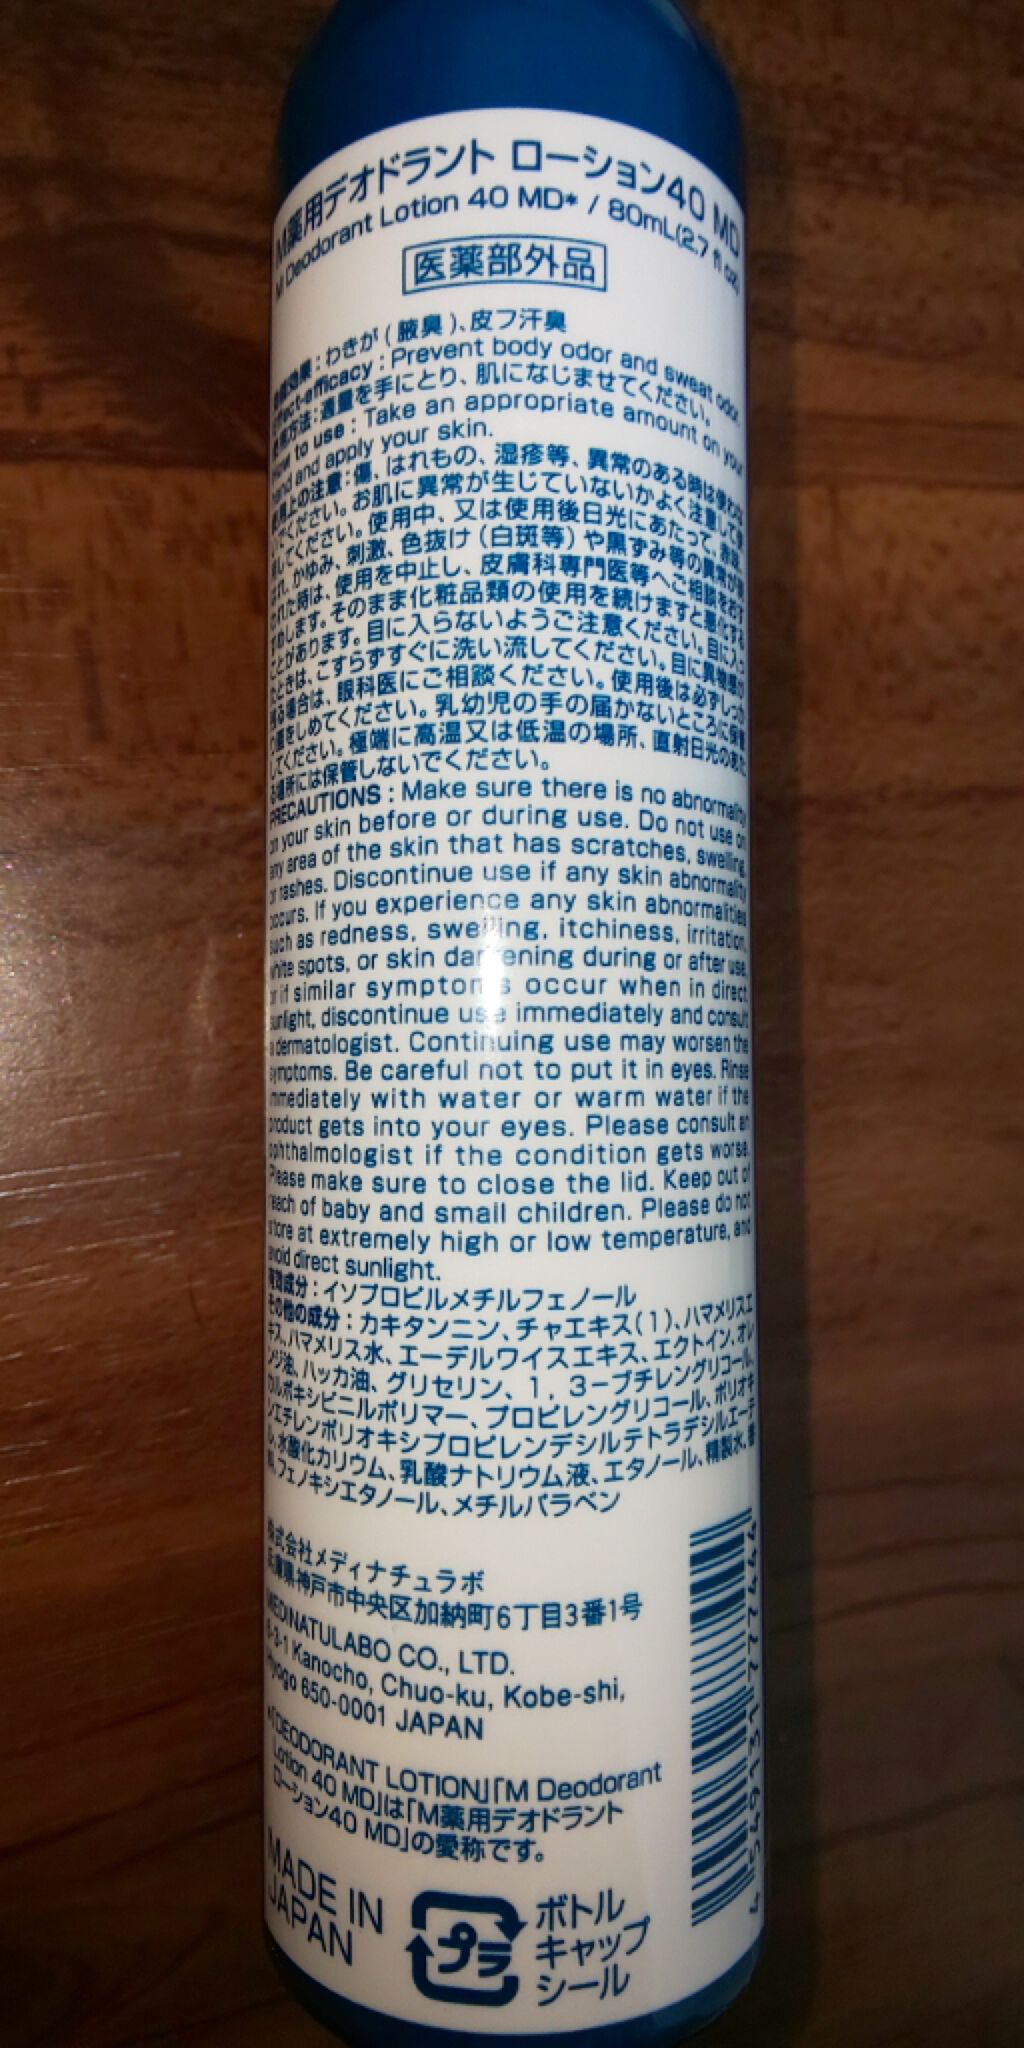 M薬用デオドラント ローション40 MD
M Deodorant Lotion 40 MD* / 80mL(2.7 fl oz)
医薬部外品
効果:わきが(腋臭)、皮フ汗臭
Effect-efficacy : Prevent body odor and sweat odor.
方法:適量を手にとり、肌になじませてください。
How to use : Take an appropriate amount on your
hand and apply your skin.
上の注意:傷、はれもの、湿疹等、異常のある時は使わな
いでください。お肌に異常が生じていないかよく注意して使
用してください。使用中、又は使用後日光にあたって、赤み、
はれ、かゆみ、刺激、色抜け(白斑等)や黒ずみ等の異常が現
われた時は、使用を中止し、皮膚科専門医等へご相談をおす
すめします。そのまま化粧品類の使用を続けますと悪化する
ことがあります。目に入らないようご注意ください。目に入っ
たときは、こすらずすぐに洗い流してください。目に異物感が
残る場合は、眼科医にご相談ください。使用後は必ずしっか
り蓋をしめてください。乳幼児の手の届かないところに保管
してください。極端に高温又は低温の場所、直射日光のあた
る場所には保管しないでください。
PRECAUTIONS : Make sure there is no abnormality
on your skin before or during use. Do not use on
any area of the skin that has scratches, swelling,
or rashes. Discontinue use if any skin abnormality
occurs. If you experience any skin abnormalities
such as redness, swelling, itchiness, irritation,
white spots, or skin darkening during or after use,
or if similar symptoms occur when in direct
sunlight, discontinue use immediately and consult
a dermatologist. Continuing use may worsen the
symptoms. Be careful not to put it in eyes. Rinse
immediately with water or warm water if the
product gets into your eyes. Please consult an
ophthalmologist if the condition gets worse.
Please make sure to close the lid. Keep out of
reach of baby and small children. Please do not
store at extremely high or low temperature, and
avoid direct sunlight.
有効成分:イソプロピルメチルフェノール
その他の成分:カキタンニン、チャエキス(1)、ハマメリスエ
キス、ハマメリス水、エーデルワイスエキス、エクトイン、オレ
ンジ油、ハッカ油、グリセリン、1，3-ブチレングリコール、
カルボキシビニルポリマー、プロピレングリコール、ポリオキ
シエチレンポリオキシプロピレンデシルテトラデシルエーテ
ル、水酸化カリウム、乳酸ナトリウム液、エタノール、精製水、香
料、フェノキシエタノール、メチルパラベン
株式会社メディナチュラボ
兵庫県神戸市中央区加納町6丁目3番1号
MEDINATULABO CO., LTD.
6-3-1 Kanocho, Chuo-ku, Kobe-shi,
Hyogo 650-0001 JAPAN
*「DEODORANT LOTION」「M Deodorant
Lotion 40 MD」は「M薬用デオドラント
ローション40 MD」の愛称です。
MADE IN
JAPAN
プラ
ボトル
キャップ
シール